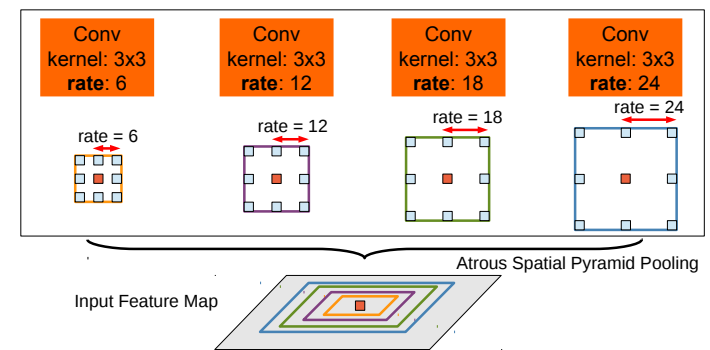 Conv
kernel: 3x3
rate: 6
Conv
kernel: 3x3
rate: 12
Conv
kernel: 3x3
rate: 18
Conv
kernel: 3x3
rate: 24
rate = 6
rate = 12
rate = 18
rate = 24
Atrous Spatial Pyramid Pooling
Input Feature Map